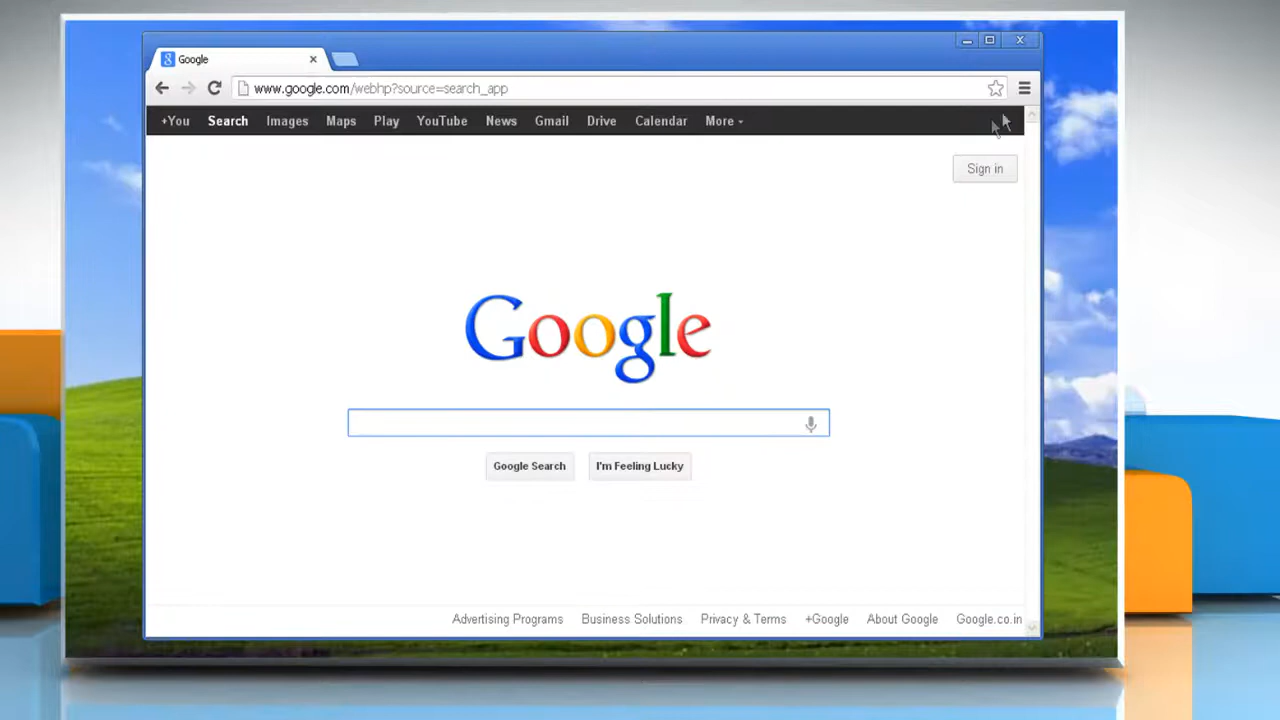 Google
www.google.com/webhp?source=search_app
+You Search Images Maps Play YouTube News Gmail Drive Calendar More
Sign in
Google
Google Search I'm Feeling Lucky
Advertising Programs Business Solutions Privacy & Terms +Google About Google Google.co.in